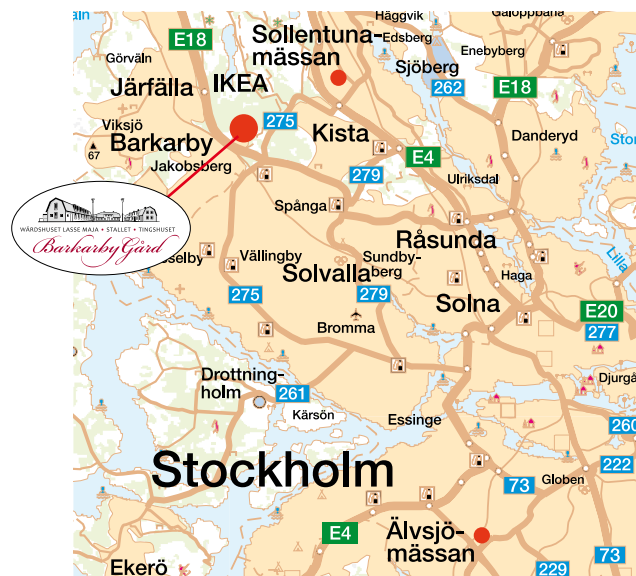 Häggvik
Galoppbana
Sollentuna-
mässan
Edsberg
E18
Enebyberg
Görväln
Sjöberg
Järfälla
IKEA
262
E18
275
Viksjö
Barkarby
Kista
Danderyd
67
Jakobsberg
E4
279
Ulriksdal
WÄRDSHUSET LASSE MAJA • STALLET • TINGSHUSET
Barkarby Gård
Spånga
Råsunda
Vällingby
Solvalla
Sundby-
berg
Haga
Lilla
275
279
Solna
E20
277
Bromma
Drottning-
holm
261
Kärsön
Essinge
Stockholm
222
73
Globen
E4
Älvsjö-
mässan
73
Ekerö
229